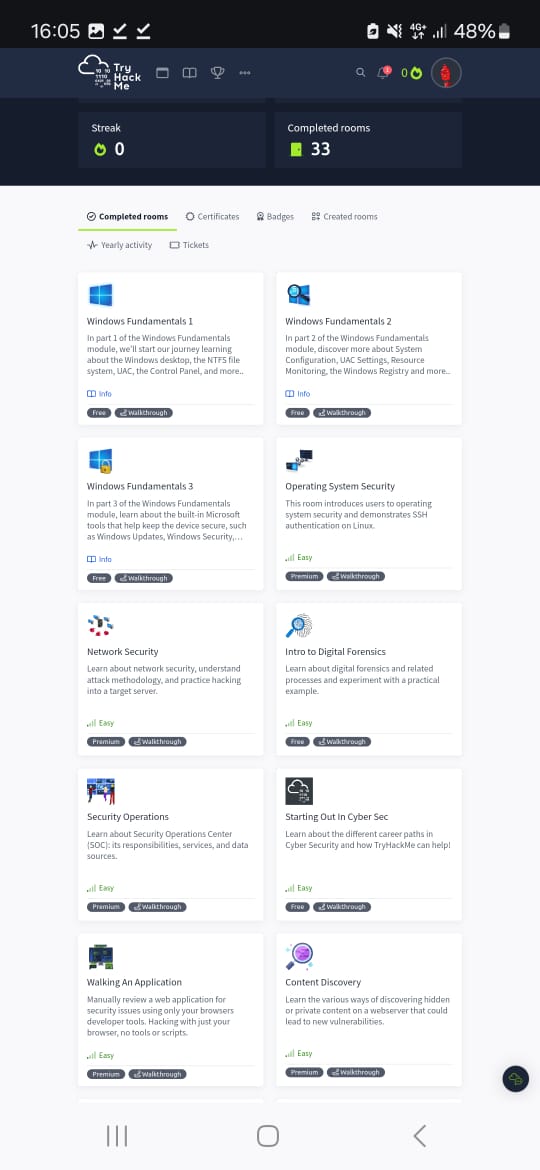 16:05
4G+
48%
Try
Hack
Me
0
Streak
0
Completed rooms
33
Completed rooms
Certificates
Badges
Created rooms
Yearly activity
Tickets
Windows Fundamentals 1
In part 1 of the Windows Fundamentals
module, we'll start our journey learning
about the Windows desktop, the NTFS file
system, UAC, the Control Panel, and more..
Info
Free
Walkthrough
Windows Fundamentals 2
In part 2 of the Windows Fundamentals
module, discover more about System
Configuration, UAC Settings, Resource
Monitoring, the Windows Registry and more..
Info
Free
Walkthrough
Windows Fundamentals 3
In part 3 of the Windows Fundamentals
module, learn about the built-in Microsoft
tools that help keep the device secure, such
as Windows Updates, Windows Security,...
Info
Free
Walkthrough
Operating System Security
This room introduces users to operating
system security and demonstrates SSH
authentication on Linux.
Easy
Premium
Walkthrough
Network Security
Learn about network security, understand
attack methodology, and practice hacking
into a target server.
Easy
Premium
Walkthrough
Intro to Digital Forensics
Learn about digital forensics and related
processes and experiment with a practical
example.
Easy
Free
Walkthrough
Security Operations
Learn about Security Operations Center
(SOC): its responsibilities, services, and data
sources.
Easy
Premium
Walkthrough
Starting Out In Cyber Sec
Learn about the different career paths in
Cyber Security and how TryHackMe can help!
Easy
Free
Walkthrough
Walking An Application
Manually review a web application for
security issues using only your browsers
developer tools. Hacking with just your
browser, no tools or scripts.
Easy
Premium
Walkthrough
Content Discovery
Learn the various ways of discovering hidden
or private content on a webserver that could
lead to new vulnerabilities.
Easy
Premium
Walkthrough